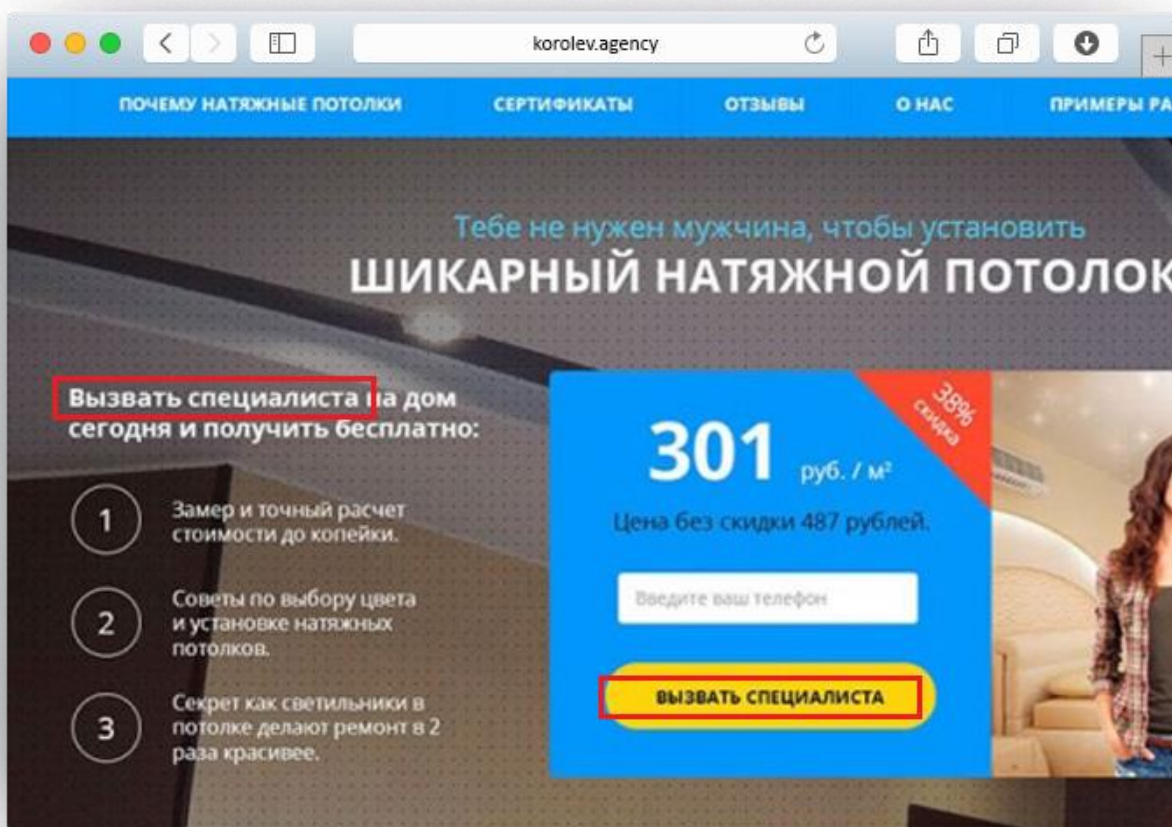 korolev.agency
ПОЧЕМУ НАТЯЖНЫЕ ПОТОЛКИ СЕРТИФИКАТЫ ОТЗЫВЫ О НАС ПРИМЕРЫ РА
Тебе не нужен мужчина, чтобы установить
ШИКАРНЫЙ НАТЯЖНОЙ ПОТОЛОК
Вызвать специалиста на дом
сегодня и получить бесплатно:
1
Замер и точный расчет
стоимости до копейки.
2
Советы по выбору цвета
и установке натяжных
потолков.
3
Секрет как светильники в
потолке делают ремонт в 2
раза красивее.
38%
скидка
301 руб. / м²
Цена без скидки 487 рублей.
Введите ваш телефон
ВЫЗВАТЬ СПЕЦИАЛИСТА